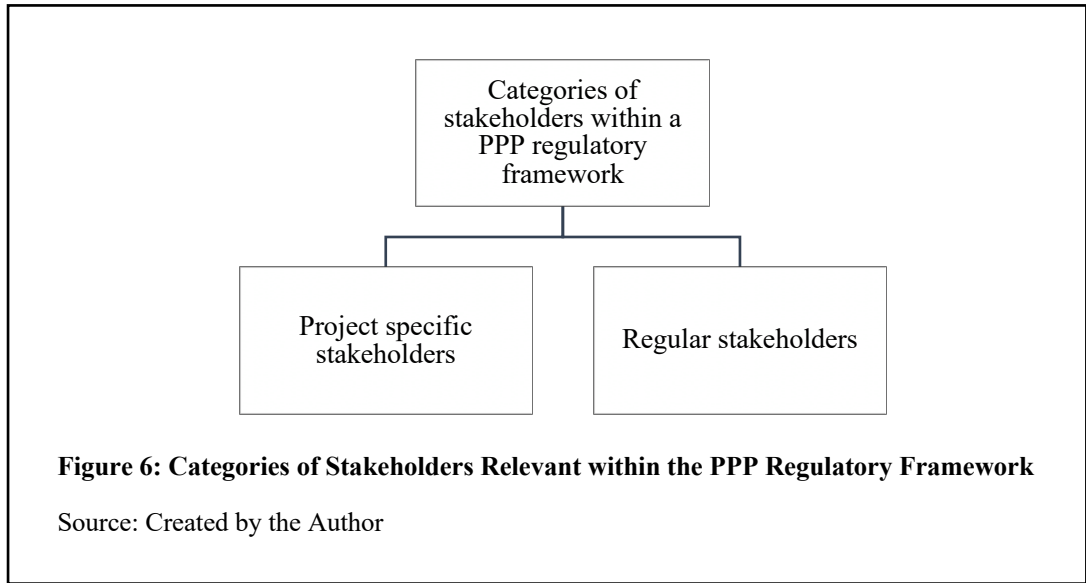 Categories of
stakeholders within a
PPP regulatory
framework
Project specific
stakeholders
Regular stakeholders
Figure 6: Categories of Stakeholders Relevant within the PPP Regulatory Framework
Source: Created by the Author